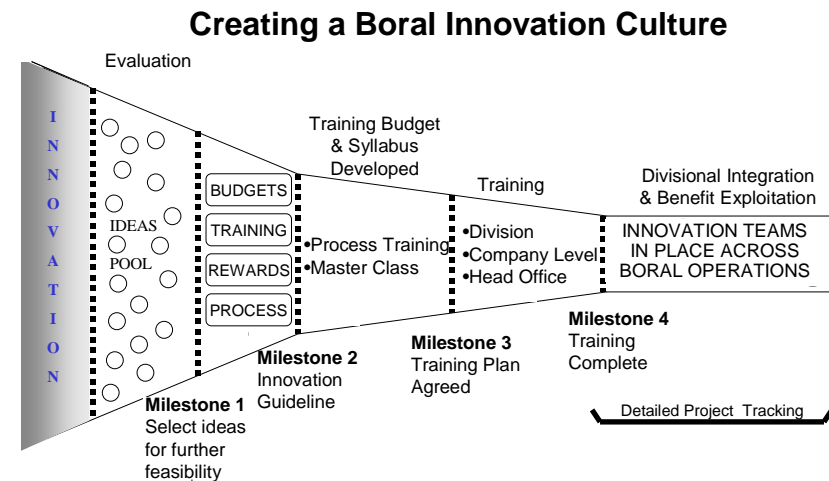 Creating a Boral Innovation Culture
Evaluation
INNOVATION
IDEAS
POOL
BUDGETS
TRAINING
REWARDS
PROCESS
Training Budget
& Syllabus
Developed
•Process Training
•Master Class
Training
•Division
•Company Level
•Head Office
Divisional Integration
& Benefit Exploitation
INNOVATION TEAMS
IN PLACE ACROSS
BORAL OPERATIONS
Milestone 1
Select ideas
for further
feasibility
Milestone 2
Innovation
Guideline
Milestone 3
Training Plan
Agreed
Milestone 4
Training
Complete
Detailed Project Tracking